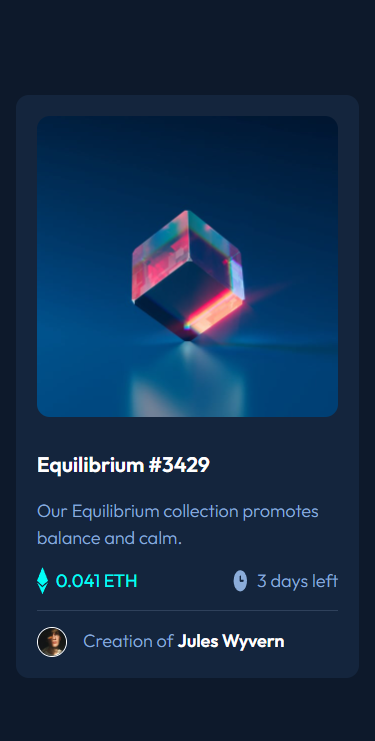 Equilibrium #3429
Our Equilibrium collection promotes
balance and calm.
0.041 ETH
3 days left
Creation of Jules Wyvern